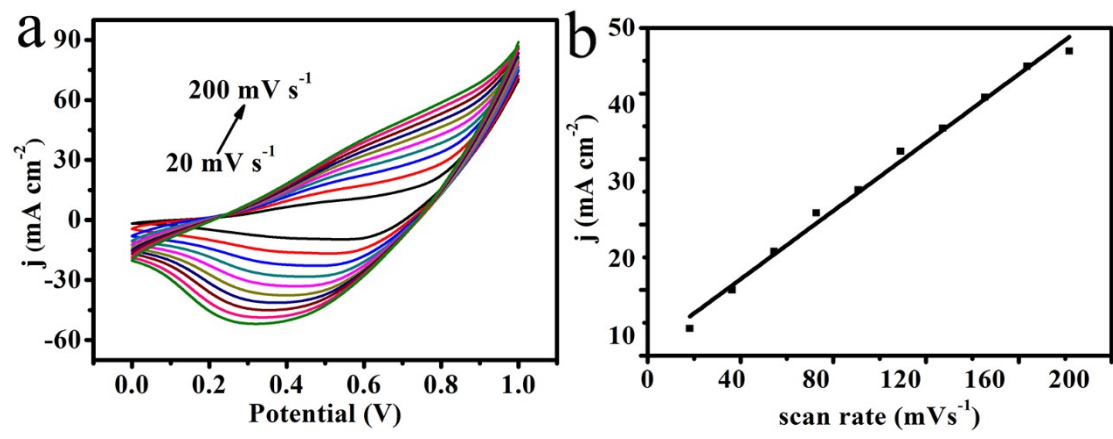 a
90
60
30
0
-30
-60
j (mA cm⁻²)
200 mV s⁻¹
20 mV s⁻¹
0.0 0.2 0.4 0.6 0.8 1.0
Potential (V)
b
50
40
30
20
10
j (mA cm⁻²)
0 40 80 120 160 200
scan rate (mVs⁻¹)